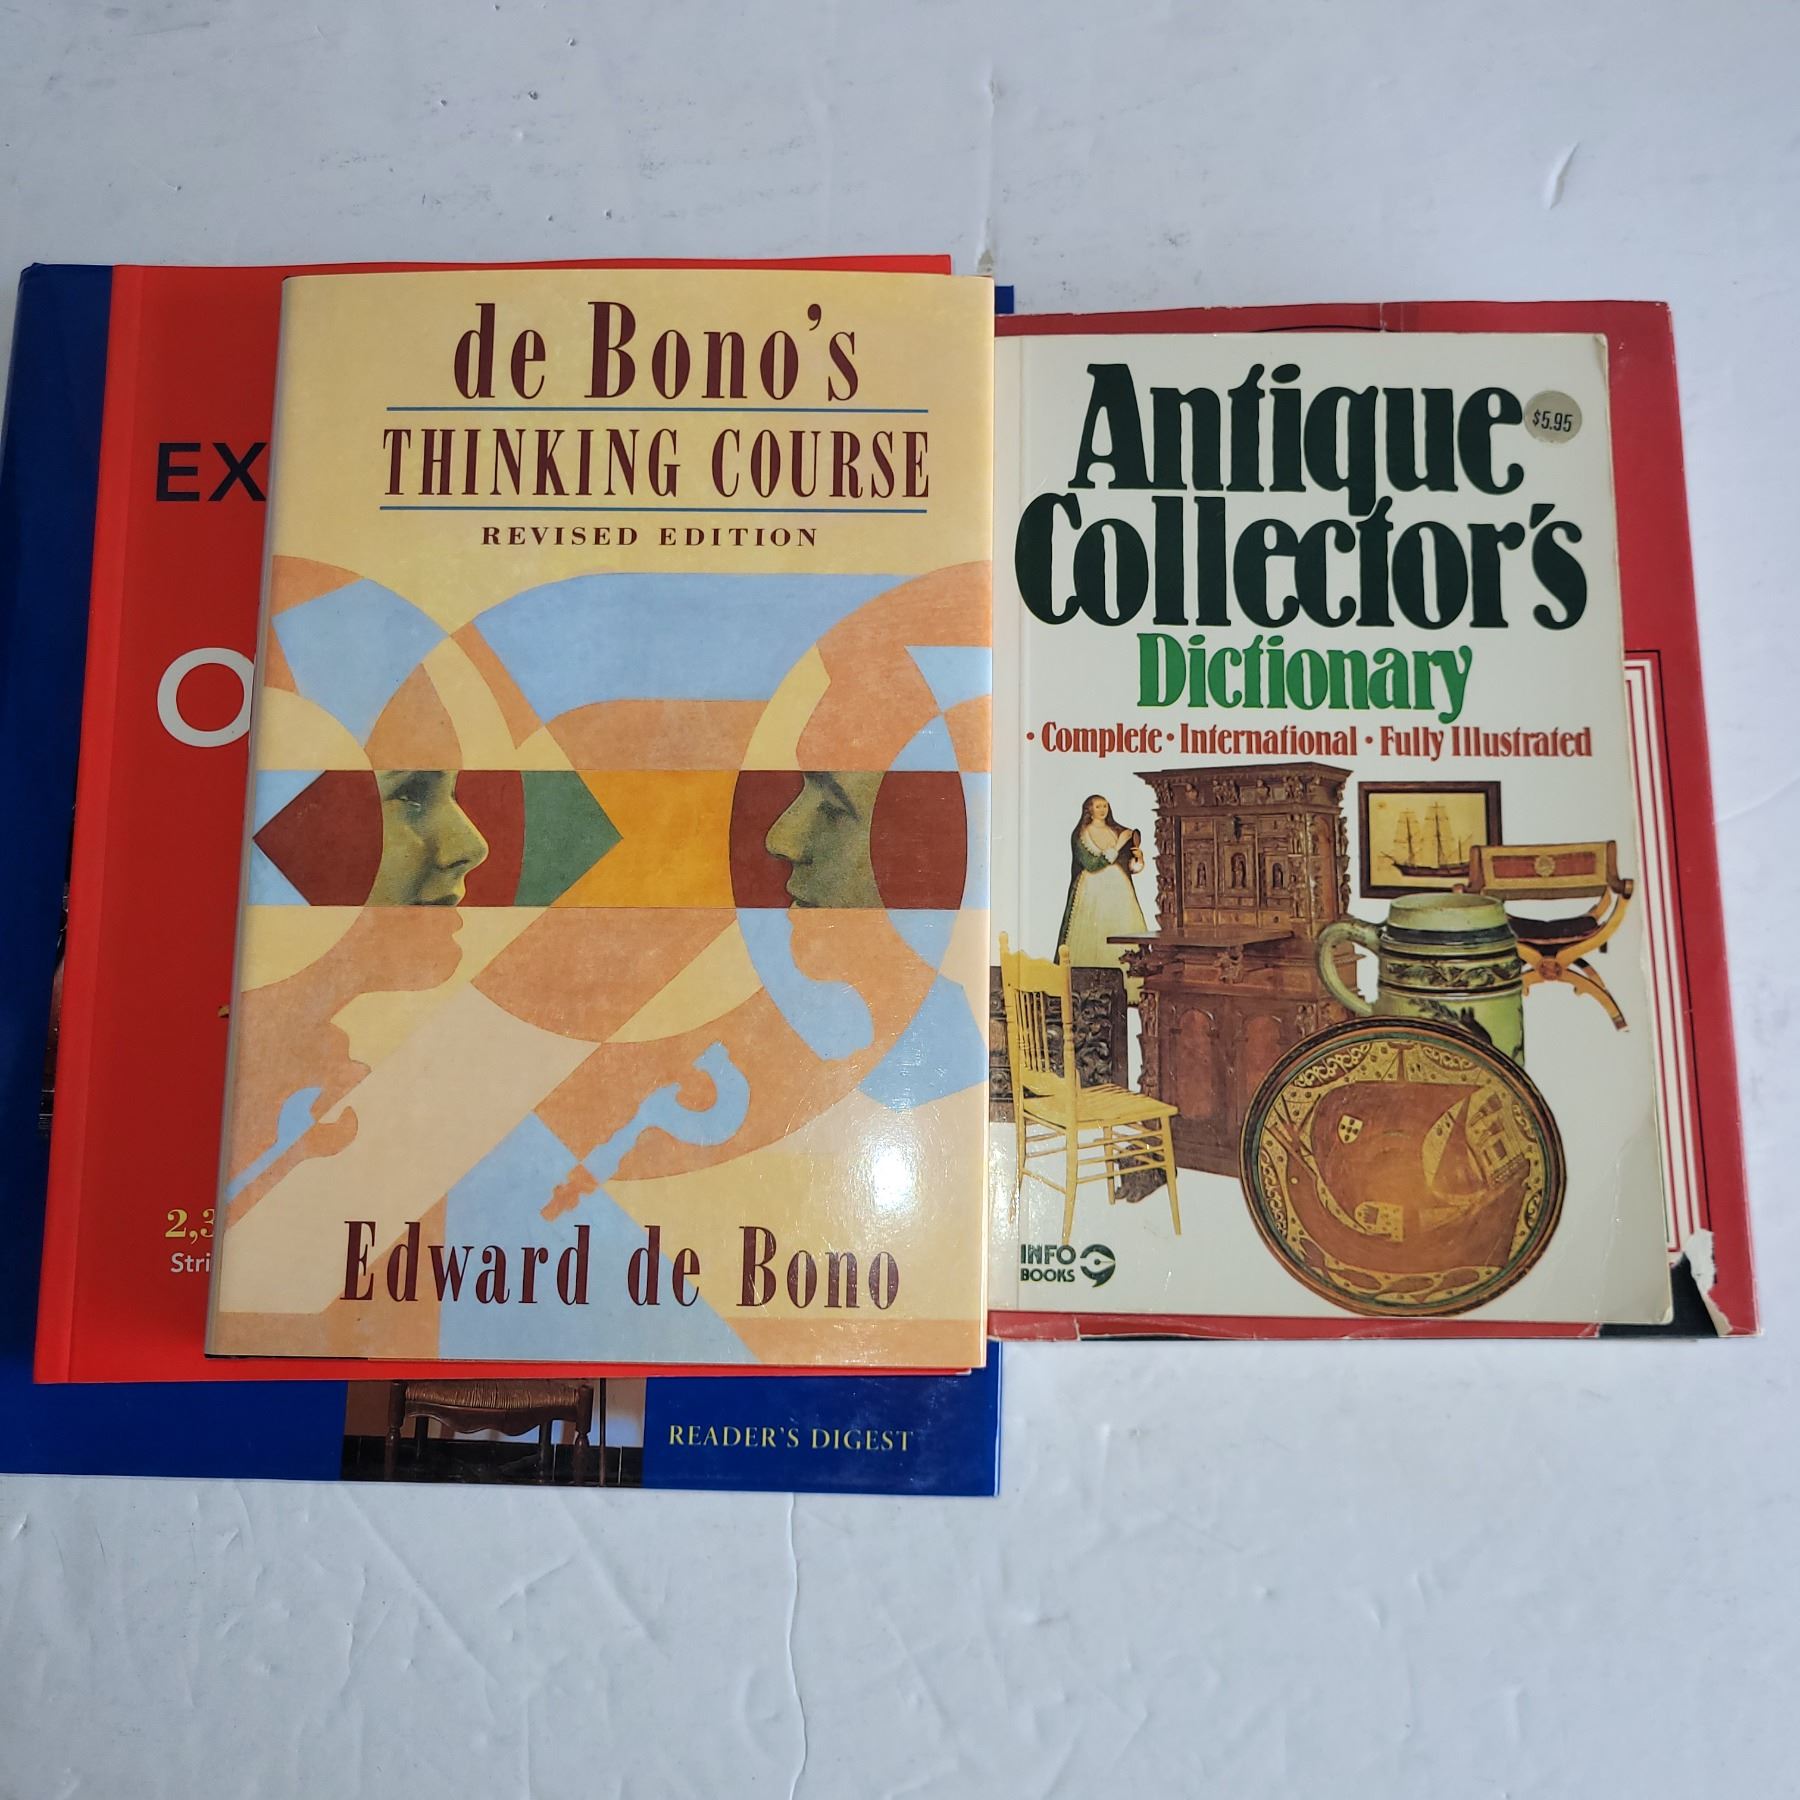 de Bono's
THINKING COURSE
REVISED EDITION
Edward de Bono
Antique
$5.95
Collector's
Dictionary
• Complete • International • Fully Illustrated
INFO
BOOKS
EX
O
2,3
Stri
READER'S DIGEST